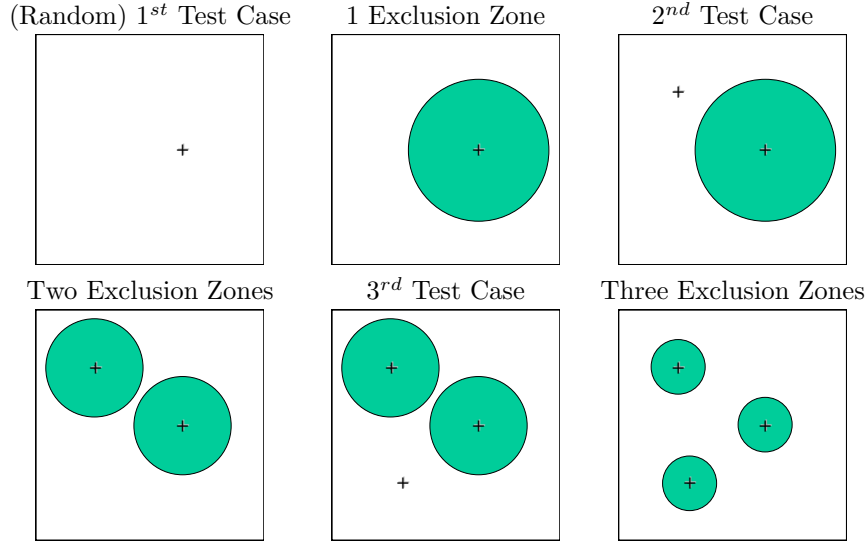 (Random) 1st Test Case
1 Exclusion Zone
2nd Test Case
Two Exclusion Zones
3rd Test Case
Three Exclusion Zones